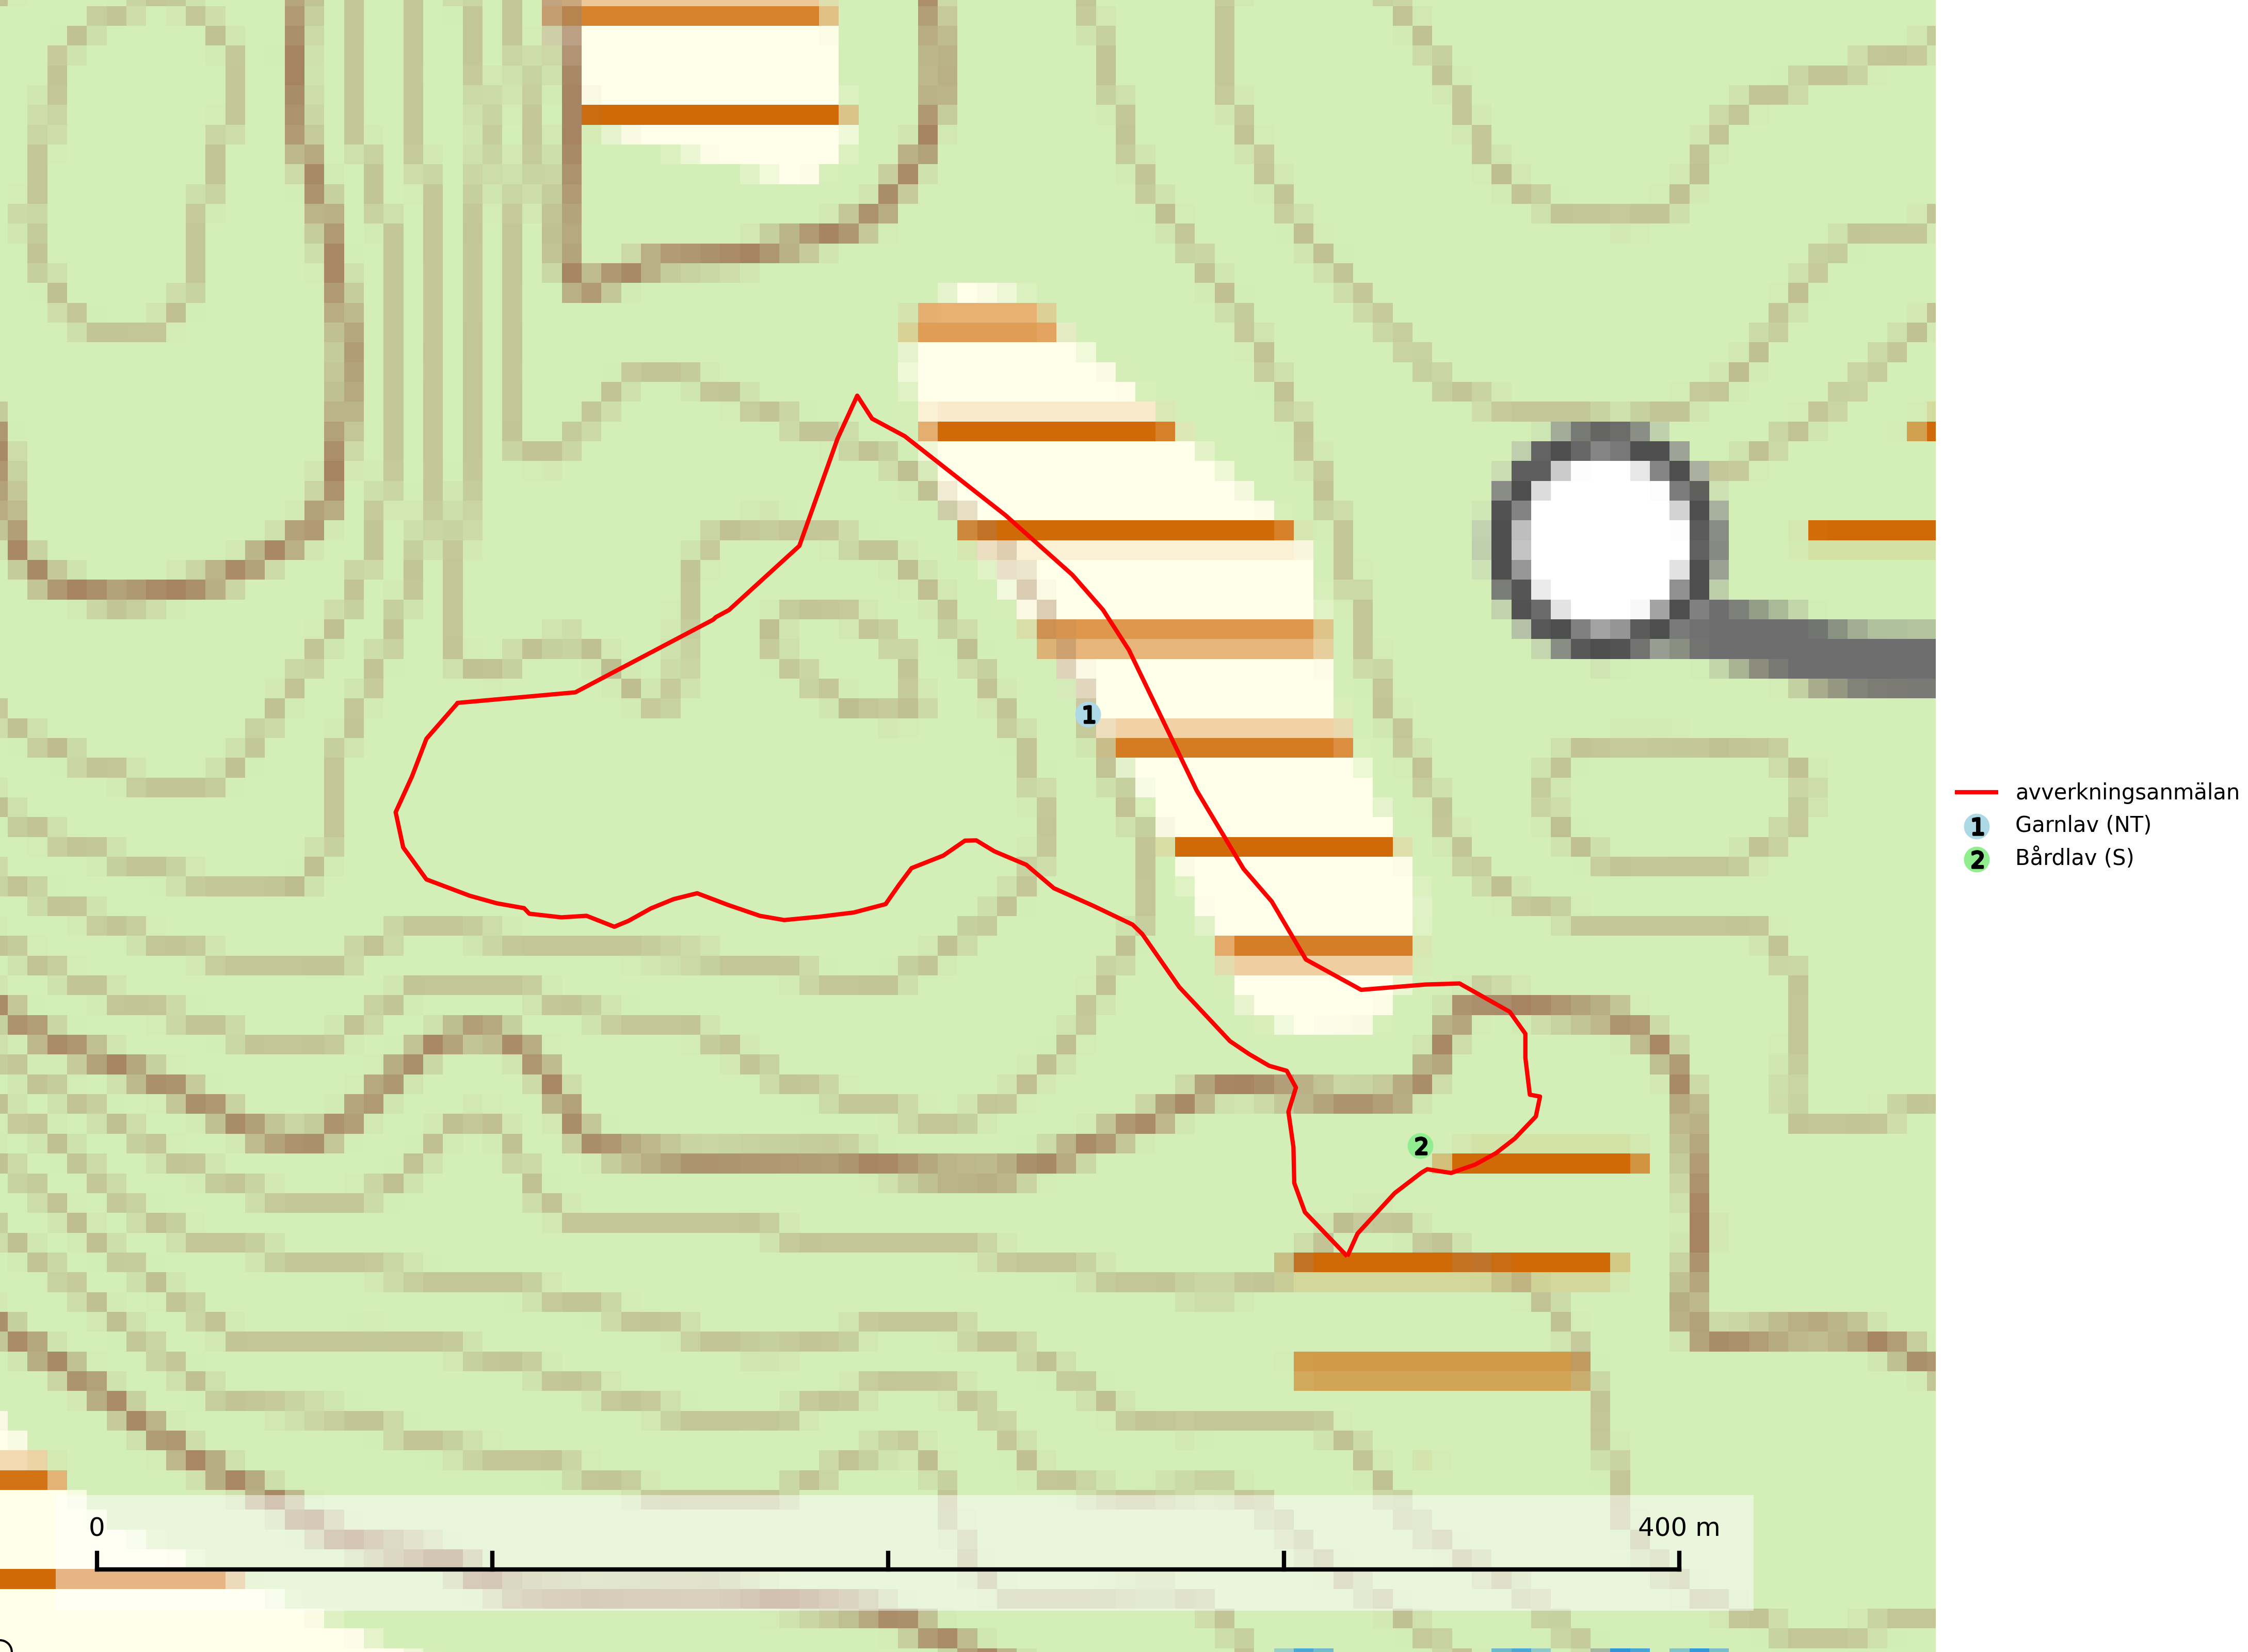 1
2
avverkningsanmälan
1 Garnlav (NT)
2 Bårdlav (S)
0 400 m